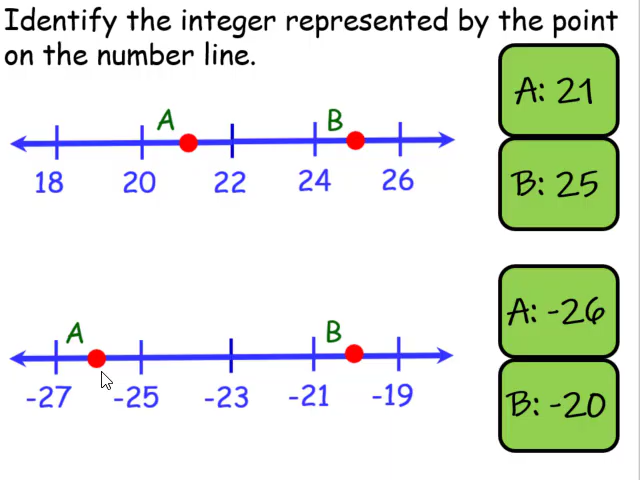 Identify the integer represented by the point
on the number line.
A: 21
A B
18 20 22 24 26
B: 25
A: -26
A B
-27 -25 -23 -21 -19
B: -20